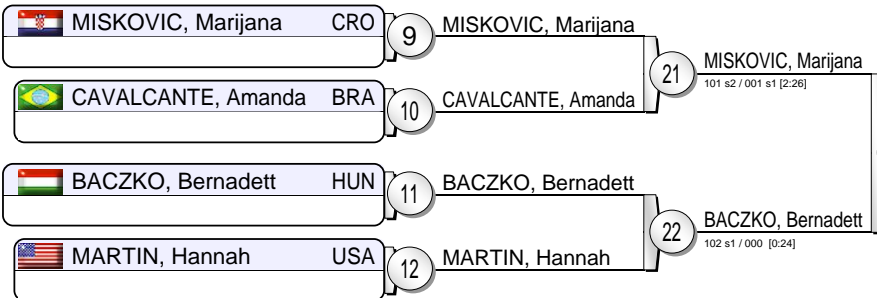 MISKOVIC, Marijana CRO
9
MISKOVIC, Marijana
CAVALCANTE, Amanda BRA
10
CAVALCANTE, Amanda
21
MISKOVIC, Marijana
101 s2 / 001 s1 [2:26]
BACZKO, Bernadett HUN
11
BACZKO, Bernadett
MARTIN, Hannah USA
12
MARTIN, Hannah
22
BACZKO, Bernadett
102 s1 / 000 [0:24]